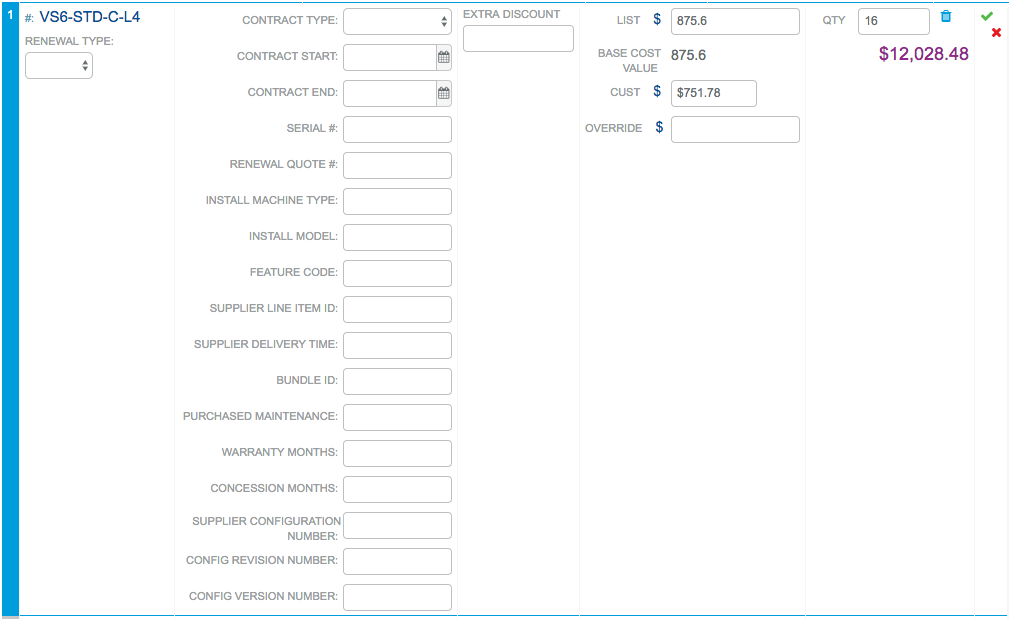 1
#: VS6-STD-C-L4
RENEWAL TYPE:
CONTRACT TYPE:
CONTRACT START:
CONTRACT END:
SERIAL #:
RENEWAL QUOTE #:
INSTALL MACHINE TYPE:
INSTALL MODEL:
FEATURE CODE:
SUPPLIER LINE ITEM ID:
SUPPLIER DELIVERY TIME:
BUNDLE ID:
PURCHASED MAINTENANCE:
WARRANTY MONTHS:
CONCESSION MONTHS:
SUPPLIER CONFIGURATION
NUMBER:
CONFIG REVISION NUMBER:
CONFIG VERSION NUMBER:
EXTRA DISCOUNT
LIST $ 875.6
BASE COST
VALUE
875.6
CUST $ $751.78
OVERRIDE $
QTY 16
$12,028.48